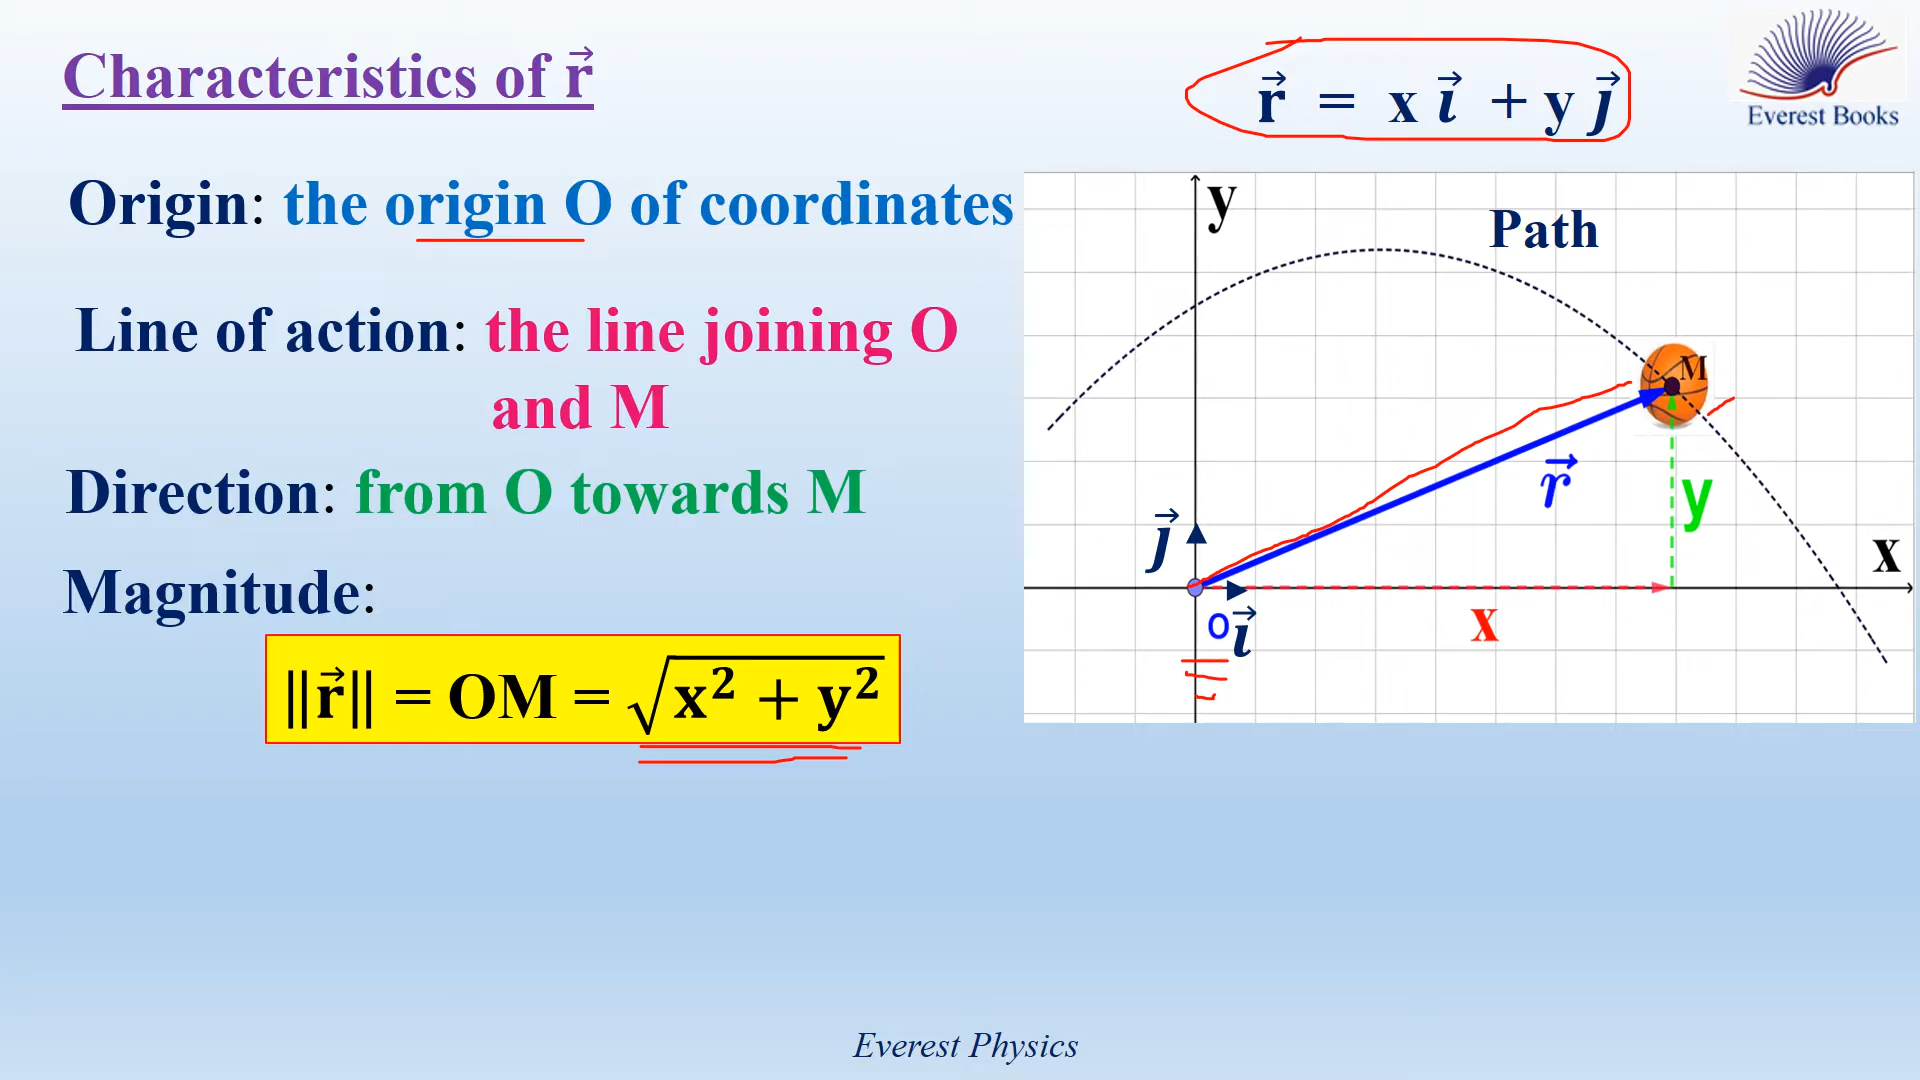 Characteristics of r⃗
r⃗ = x i⃗ + y j⃗
Everest Books
Origin: the origin O of coordinates
Line of action: the line joining O
and M
Direction: from O towards M
Magnitude:
‖r⃗‖ = OM = √x² + y²
y
Path
M
r⃗
y
j⃗
x
O
i⃗
x
Everest Physics